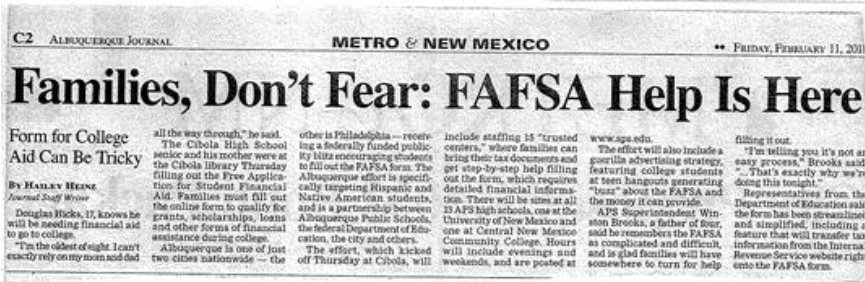 C2 ALBUQUERQUE JOURNAL
METRO & NEW MEXICO
•• FRIDAY, FEBRUARY 11, 201
Families, Don't Fear: FAFSA Help Is Here
Form for College
Aid Can Be Tricky
BY HAILEY HEINZ
Journal Staff Writer
Douglas Hicks, 17, knows he
will be needing financial aid
to go to college.
"I'm the oldest of eight. I can't
exactly rely on my mom and dad
all the way through," he said.
The Cibola High School
senior and his mother were at
the Cibola library Thursday
filling out the Free Applica-
tion for Student Financial
Aid. Families must fill out
the online form to qualify for
grants, scholarships, loans
and other forms of financial
assistance during college.
Albuquerque is one of just
two cities nationwide — the
other is Philadelphia — receiv-
ing a federally funded public-
ity blitz encouraging students
to fill out the FAFSA form. The
Albuquerque effort is specifi-
cally targeting Hispanic and
Native American students,
and is a partnership between
Albuquerque Public Schools,
the federal Department of Edu-
cation, the city and others.
The effort, which kicked
off Thursday at Cibola, will
include staffing 15 "trusted
centers," where families can
bring their tax documents and
get step-by-step help filling
out the form, which requires
detailed financial informa-
tion. There will be sites at all
13 APS high schools, one at the
University of New Mexico and
one at Central New Mexico
Community College. Hours
will include evenings and
weekends, and are posted at
www.aps.edu.
The effort will also include a
guerilla advertising strategy,
featuring college students
at teen hangouts generating
"buzz" about the FAFSA and
the money it can provide.
APS Superintendent Win-
ston Brooks, a father of four,
said he remembers the FAFSA
as complicated and difficult,
and is glad families will have
somewhere to turn for help
filling it out.
"I'm telling you it's not an
easy process," Brooks said
"...That's exactly why we're
doing this tonight."
Representatives from the
Department of Education said
the form has been streamlined
and simplified, including a
feature that will transfer tax
information from the Internal
Revenue Service website right
onto the FAFSA form.